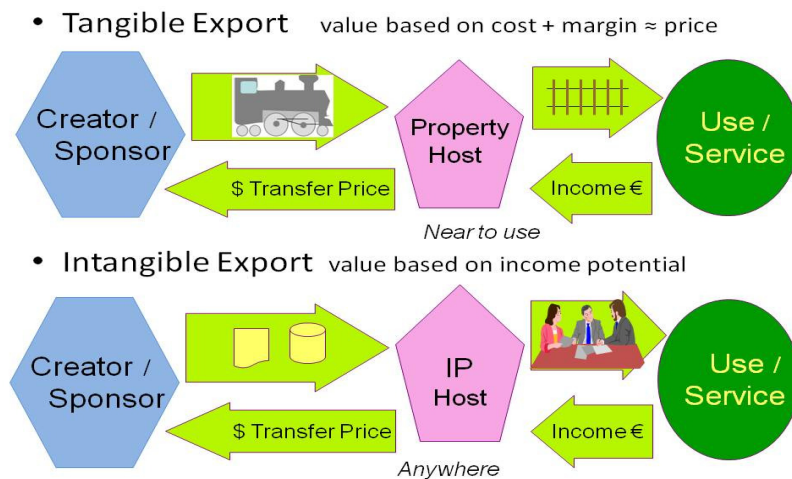 • Tangible Export value based on cost + margin ≈ price
Creator /
Sponsor
Property
Host
Use /
Service
$ Transfer Price
Income €
Near to use
• Intangible Export value based on income potential
Creator /
Sponsor
IP
Host
Use /
Service
$ Transfer Price
Income €
Anywhere